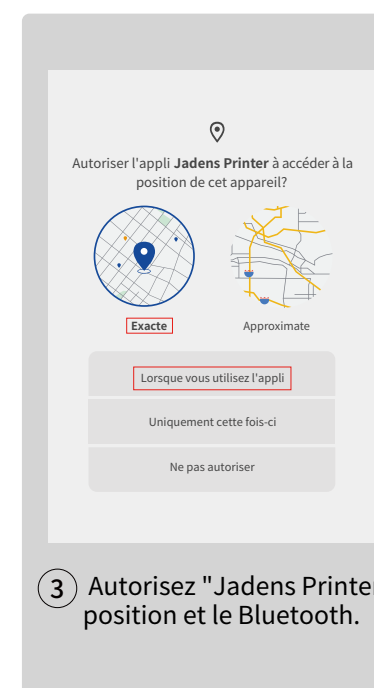 Autoriser l'appli Jadens Printer à accéder à la
position de cet appareil?
Exacte
Approximate
Lorsque vous utilisez l'appli
Uniquement cette fois-ci
Ne pas autoriser
3 Autorisez "Jadens Printer
position et le Bluetooth.